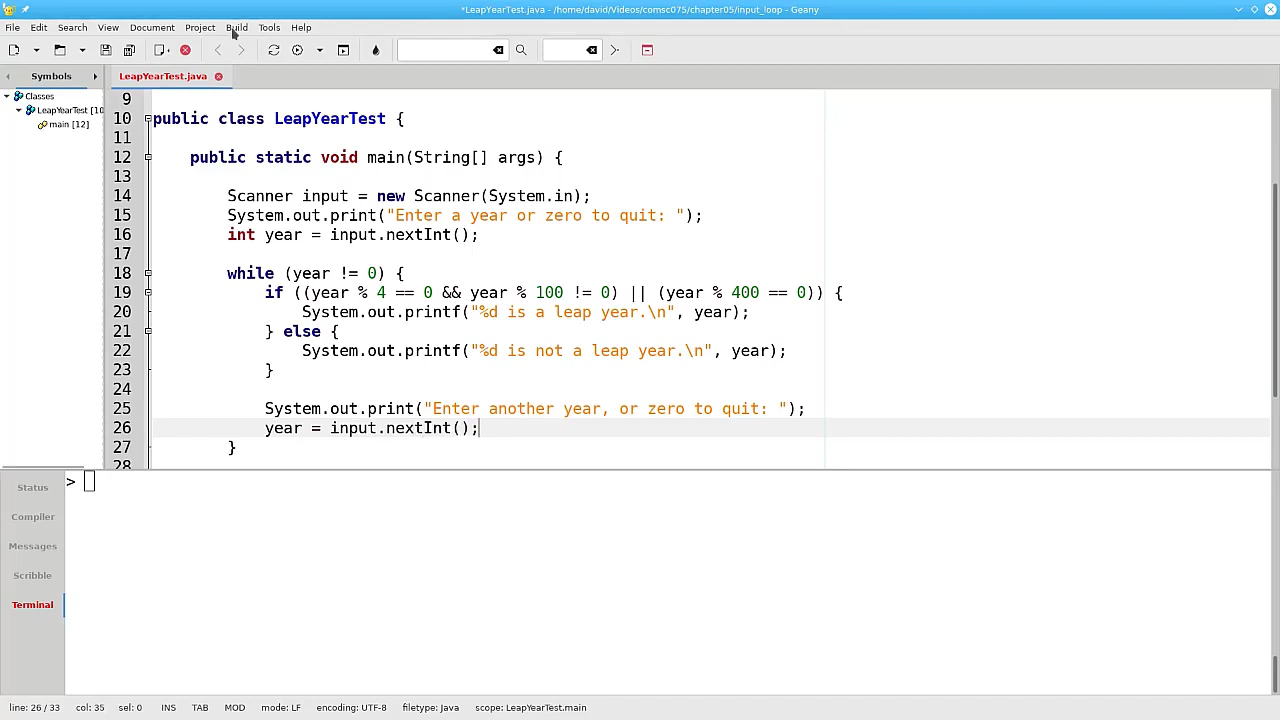 *LeapYearTest.java - /home/david/Videos/comsc075/chapter05/input_loop - Geany
File Edit Search View Document Project Build Tools Help
Symbols
LeapYearTest.java
Classes
LeapYearTest [10
main [12]
9
10 public class LeapYearTest {
11
12 public static void main(String[] args) {
13
14 Scanner input = new Scanner(System.in);
15 System.out.print("Enter a year or zero to quit: ");
16 int year = input.nextInt();
17
18 while (year != 0) {
19 if ((year % 4 == 0 && year % 100 != 0) || (year % 400 == 0)) {
20 System.out.printf("%d is a leap year.\n", year);
21 } else {
22 System.out.printf("%d is not a leap year.\n", year);
23 }
24
25 System.out.print("Enter another year, or zero to quit: ");
26 year = input.nextInt();
27 }
28
>
Status
Compiler
Messages
Scribble
Terminal
line: 26 / 33 col: 35 sel: 0 INS TAB MOD mode: LF encoding: UTF-8 filetype: Java scope: LeapYearTest.main